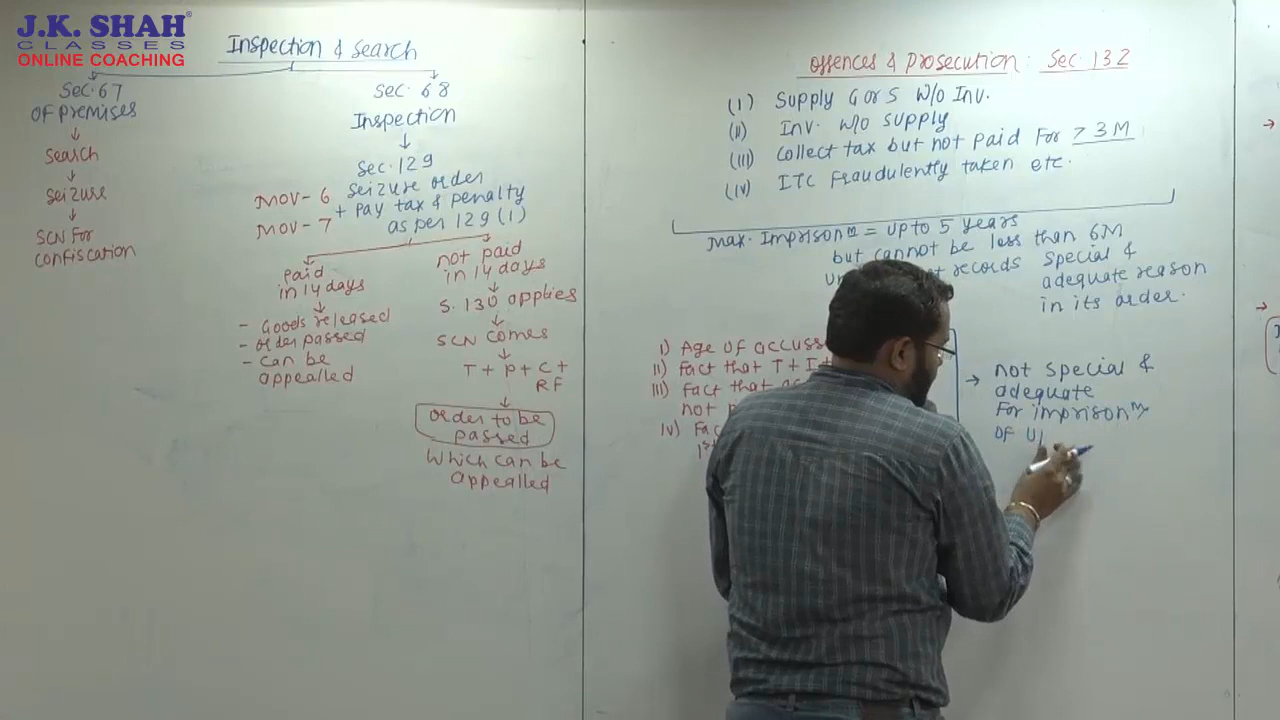 J.K. SHAH®
CLASSES
ONLINE COACHING
Inspection & Search
Sec. 67
OF Premises
Search
Seizure
SCN For
confiscation
Sec. 68
Inspection
Sec. 129
MOV-6
MOV-7
Seizure order
+ Pay tax & Penalty
as per 129 (1)
paid
in 14 days
- Goods released
- order passed
- Can be
appealled
not paid
in 14 days
S. 130 applies
SCN comes
T + P + C +
RF
order to be
passed
Which can be
appealled
Offences & Prosecution: Sec. 132
(I) Supply G or S W/o Inv.
(II) Inv. W/o Supply
(III) Collect tax but not Paid For > 3 M
(IV) ITC Fraudulently taken etc.
Max. Imprisonm = upto 5 years
but cannot be less than 6M
records special &
adequate reason
in its order.
I) Age of accuss
II) Fact that T + I +
III) Fact that
not
IV)
not special &
adequate
For imprisonm
OF